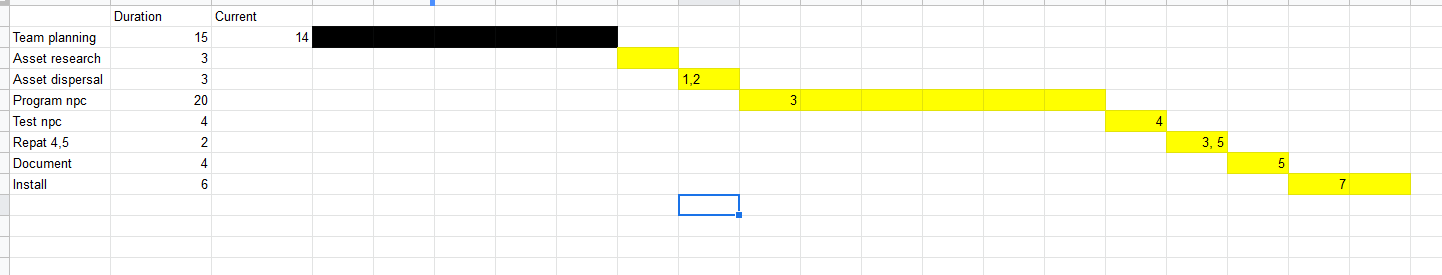 Duration Current
Team planning 15 14
Asset research 3
Asset dispersal 3 1,2
Program npc 20 3
Test npc 4 4
Repat 4,5 2 3, 5
Document 4 5
Install 6 7